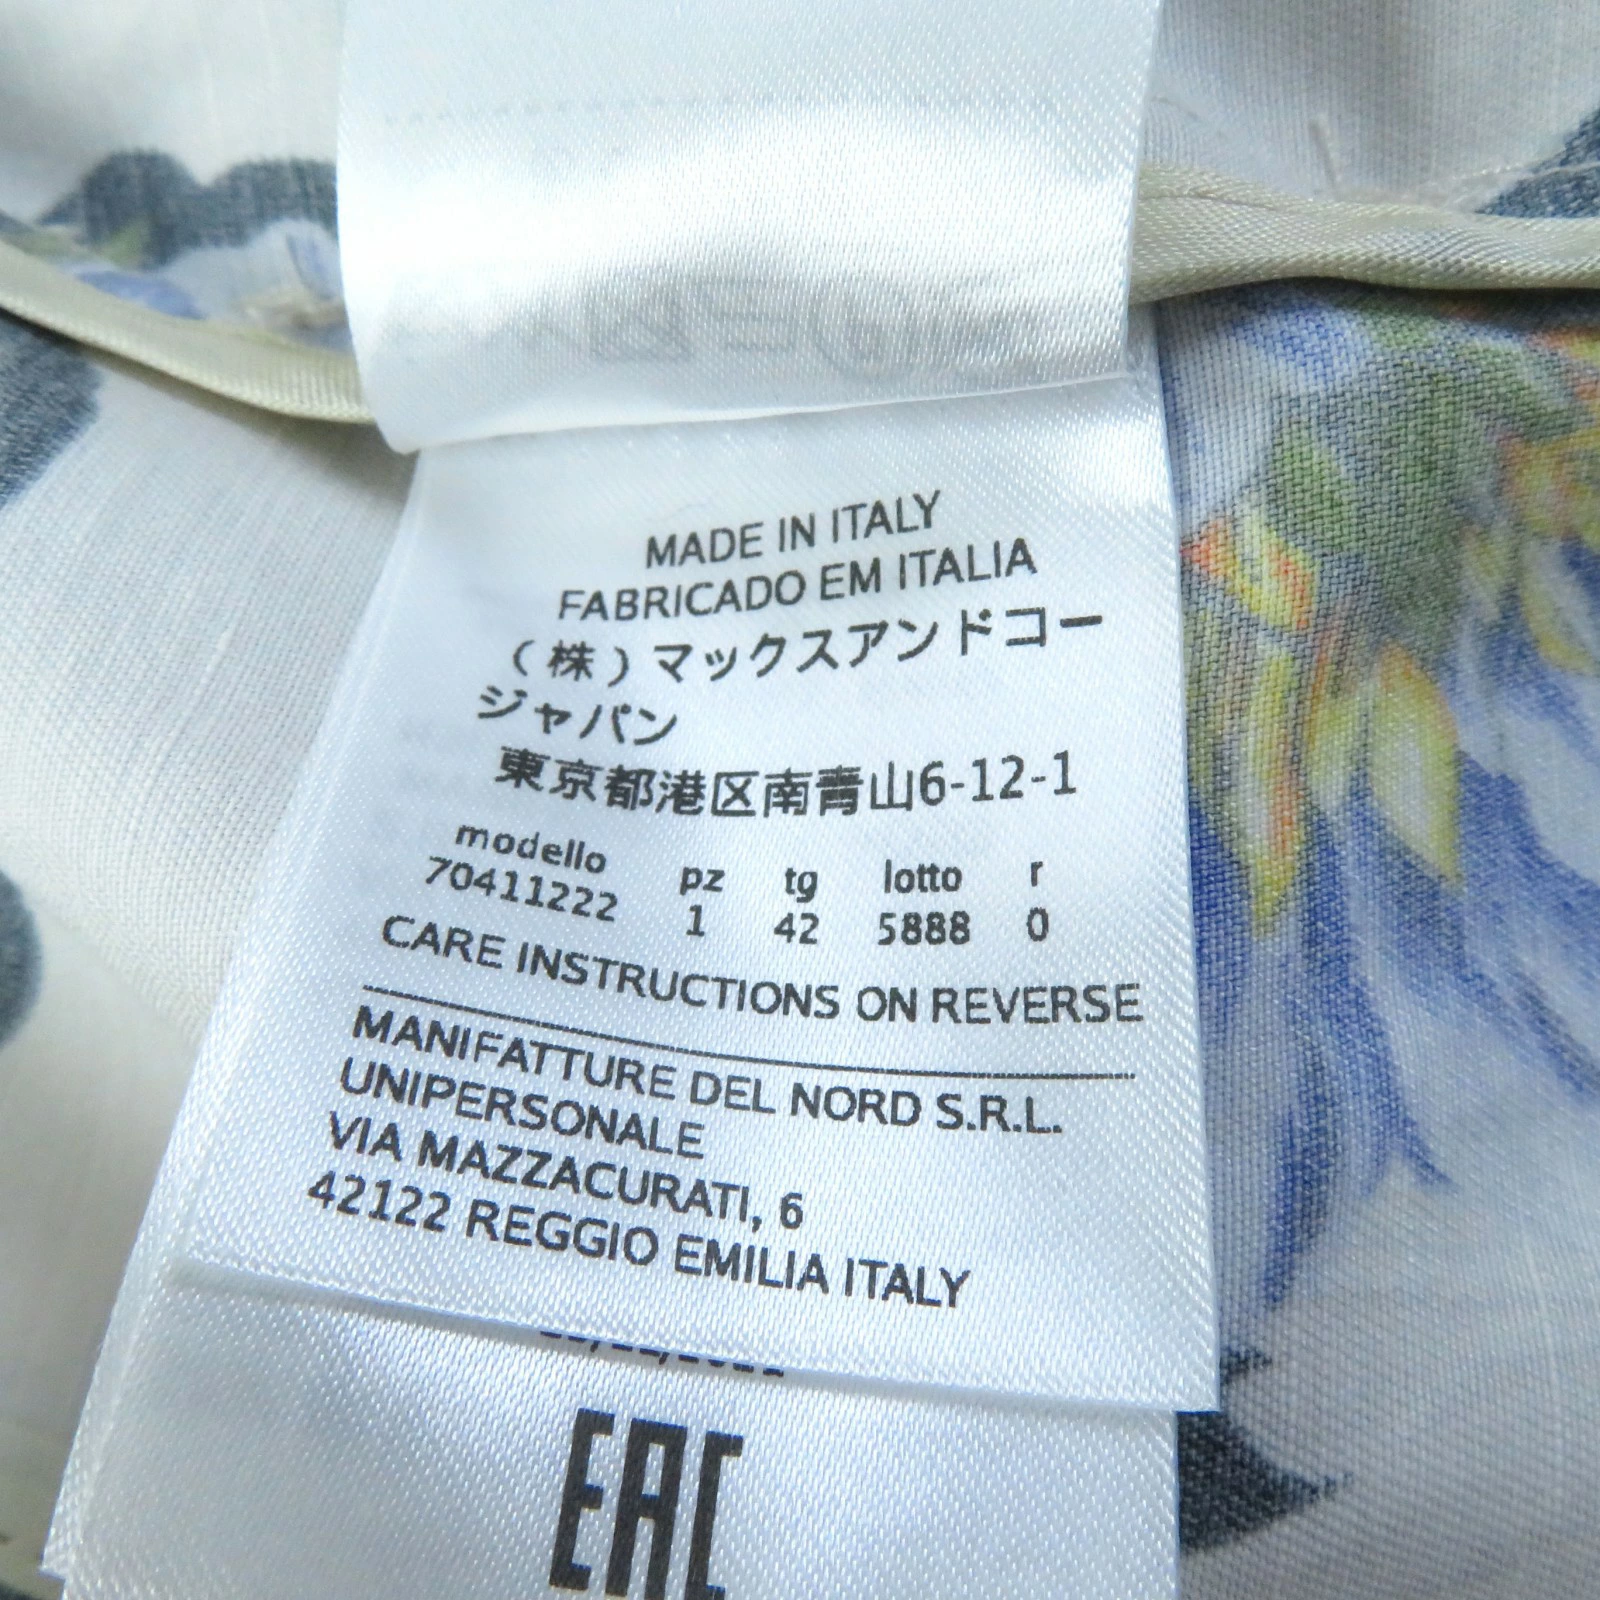 MADE IN ITALY
FABRICADO EM ITALIA
(株)マックスアンドコー
ジャパン
東京都港区南青山6-12-1
modello pz tg lotto r
70411222 1 42 5888 0
CARE INSTRUCTIONS ON REVERSE
MANIFATTURE DEL NORD S.R.L.
UNIPERSONALE
VIA MAZZACURATI, 6
42122 REGGIO EMILIA ITALY
EAC